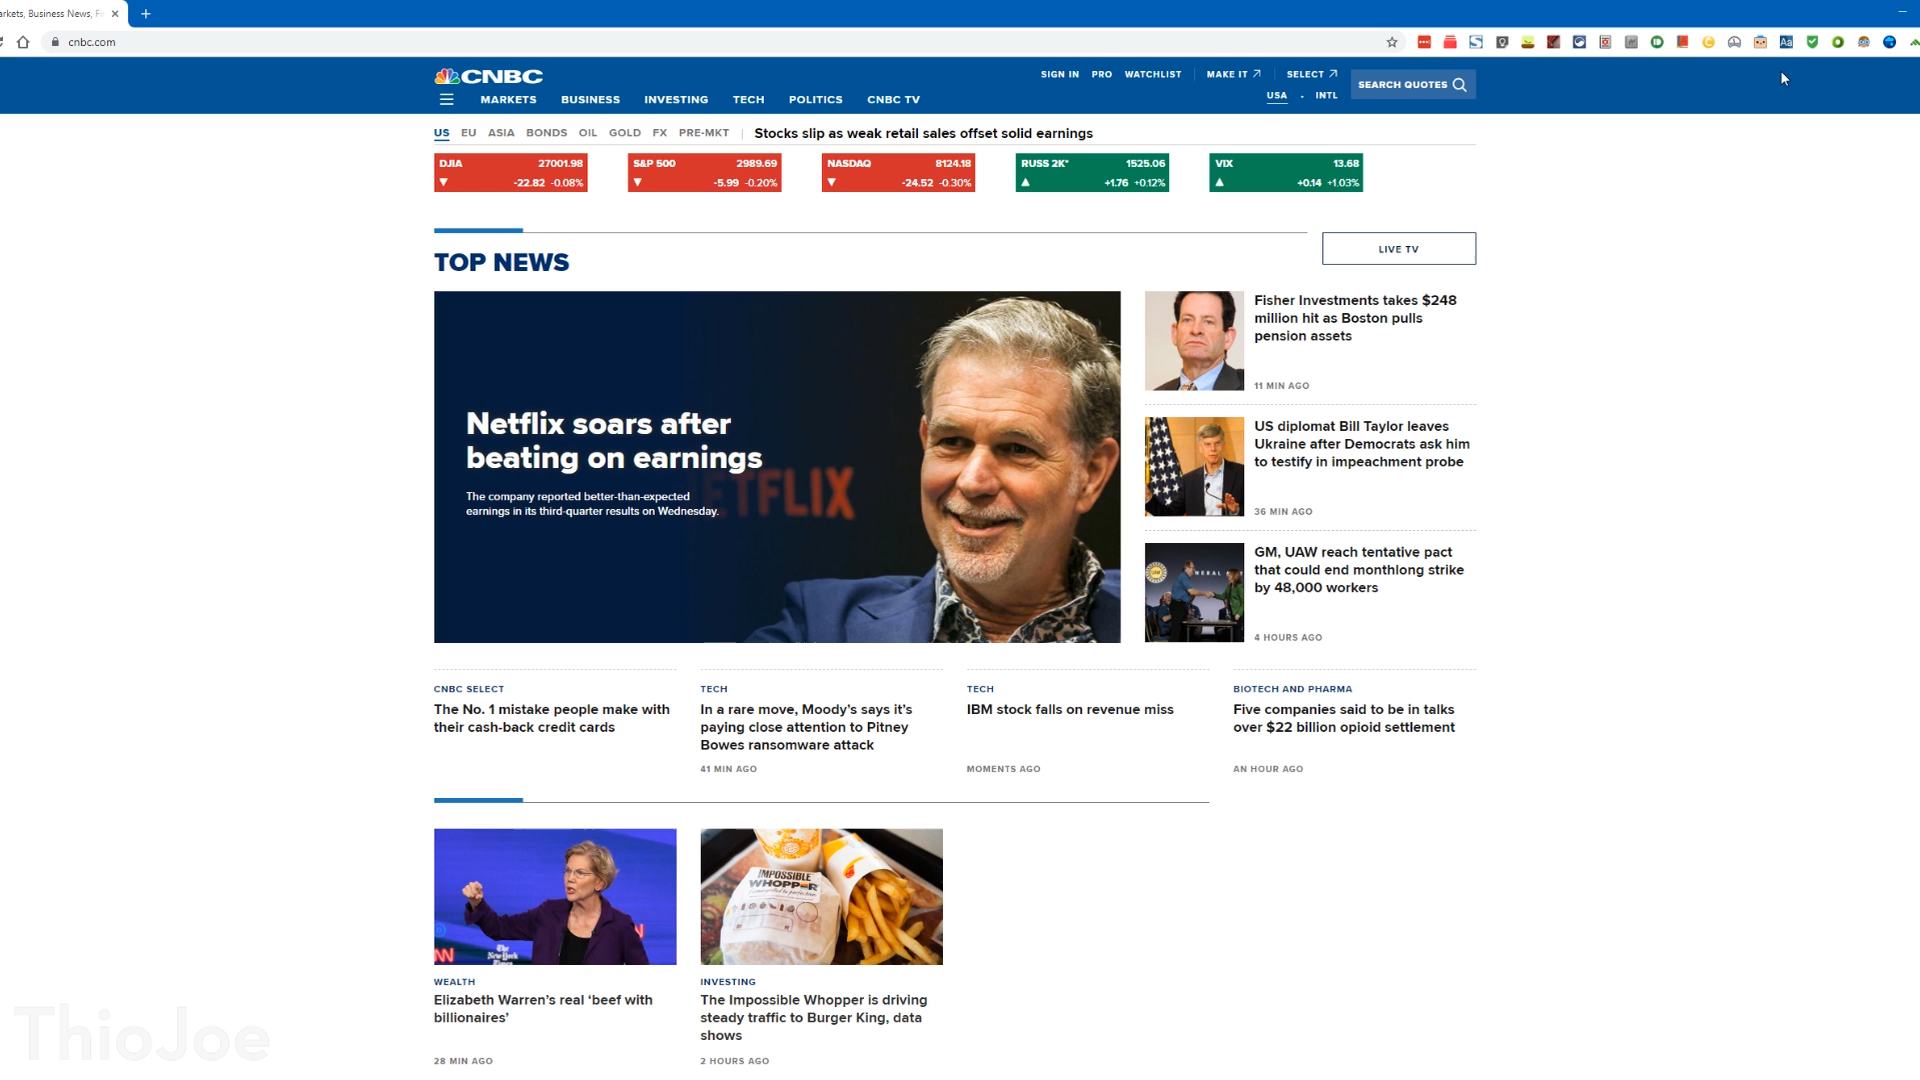 arkets, Business News, Fi
cnbc.com
CNBC
SIGN IN PRO WATCHLIST MAKE IT SELECT
SEARCH QUOTES
USA • INTL
MARKETS BUSINESS INVESTING TECH POLITICS CNBC TV
US EU ASIA BONDS OIL GOLD FX PRE-MKT Stocks slip as weak retail sales offset solid earnings
DJIA 27001.98
-22.82 -0.08%
S&P 500 2989.69
-5.99 -0.20%
NASDAQ 8124.18
-24.52 -0.30%
RUSS 2K* 1525.06
+1.76 +0.12%
VIX 13.68
+0.14 +1.03%
LIVE TV
TOP NEWS
Netflix soars after
beating on earnings
The company reported better-than-expected
earnings in its third-quarter results on Wednesday.
ETFLIX
Fisher Investments takes $248
million hit as Boston pulls
pension assets
11 MIN AGO
US diplomat Bill Taylor leaves
Ukraine after Democrats ask him
to testify in impeachment probe
36 MIN AGO
GM, UAW reach tentative pact
that could end monthlong strike
by 48,000 workers
4 HOURS AGO
CNBC SELECT
The No. 1 mistake people make with
their cash-back credit cards
TECH
In a rare move, Moody’s says it’s
paying close attention to Pitney
Bowes ransomware attack
41 MIN AGO
TECH
IBM stock falls on revenue miss
MOMENTS AGO
BIOTECH AND PHARMA
Five companies said to be in talks
over $22 billion opioid settlement
AN HOUR AGO
The
New York
Times
IMPOSSIBLE
WHOPPER
WEALTH
Elizabeth Warren’s real ‘beef with
billionaires’
28 MIN AGO
INVESTING
The Impossible Whopper is driving
steady traffic to Burger King, data
shows
2 HOURS AGO
ThioJoe